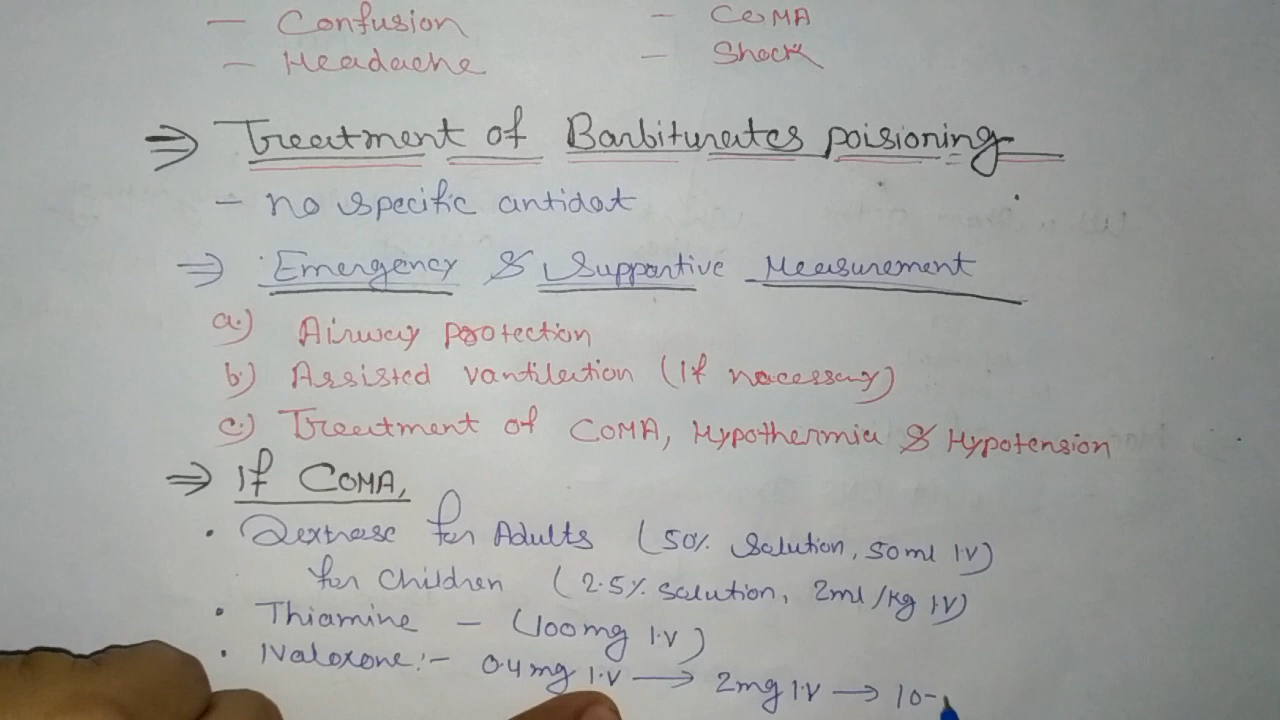 — Confusion — COMA
— Headache — Shock
⇒ Treatment of Barbiturates poisioning
— no specific antidot
⇒ Emergency & Suppartive Measurement
a.) Airway protection
b.) Assisted vantilation (If nacessary)
c.) Treatment of COMA, Hypothermia & Hypotension
⇒ If COMA,
• Dextrose for Adults (50% Solution, 50ml I.V)
for children (2.5% solution, 2ml/kg I.V)
• Thiamine – (100mg I.V)
• Naloxone:- 0.4mg I.V → 2mg I.V → 10-